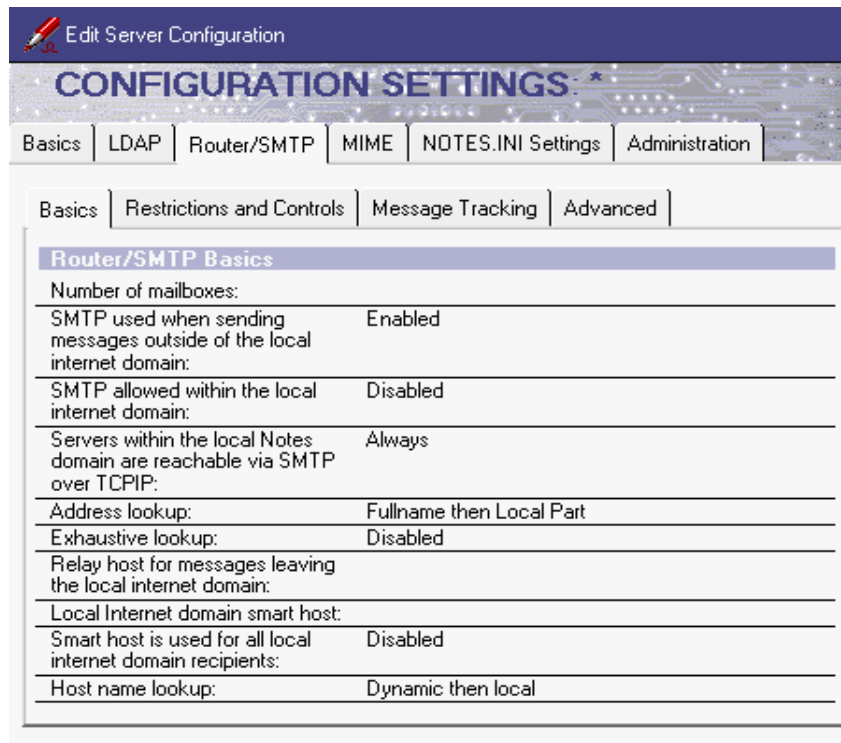 Edit Server Configuration
CONFIGURATION SETTINGS: *
Basics LDAP Router/SMTP MIME NOTES.INI Settings Administration
Basics Restrictions and Controls Message Tracking Advanced
Router/SMTP Basics
Number of mailboxes:
SMTP used when sending Enabled
messages outside of the local
internet domain:
SMTP allowed within the local Disabled
internet domain:
Servers within the local Notes Always
domain are reachable via SMTP
over TCPIP:
Address lookup: Fullname then Local Part
Exhaustive lookup: Disabled
Relay host for messages leaving
the local internet domain:
Local Internet domain smart host:
Smart host is used for all local Disabled
internet domain recipients:
Host name lookup: Dynamic then local